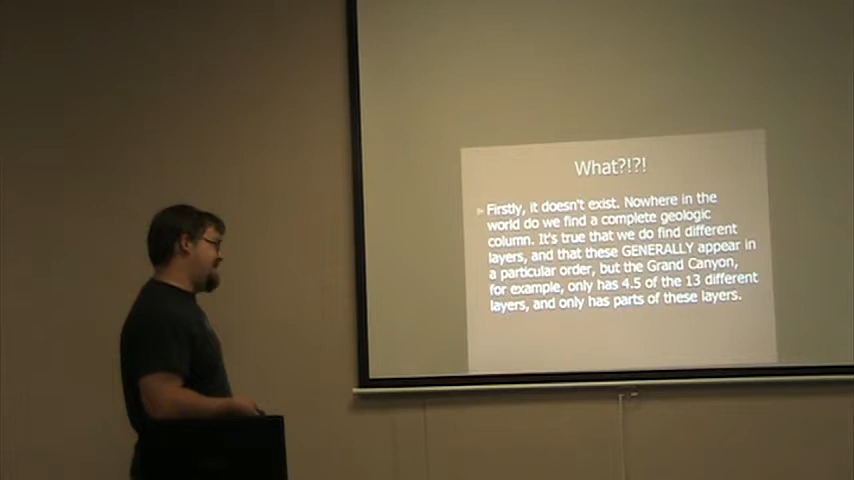 What?!?!
Firstly, it doesn't exist. Nowhere in the
world do we find a complete geologic
column. It's true that we do find different
layers, and that these GENERALLY appear in
a particular order, but the Grand Canyon,
for example, only has 4.5 of the 13 different
layers, and only has parts of these layers.